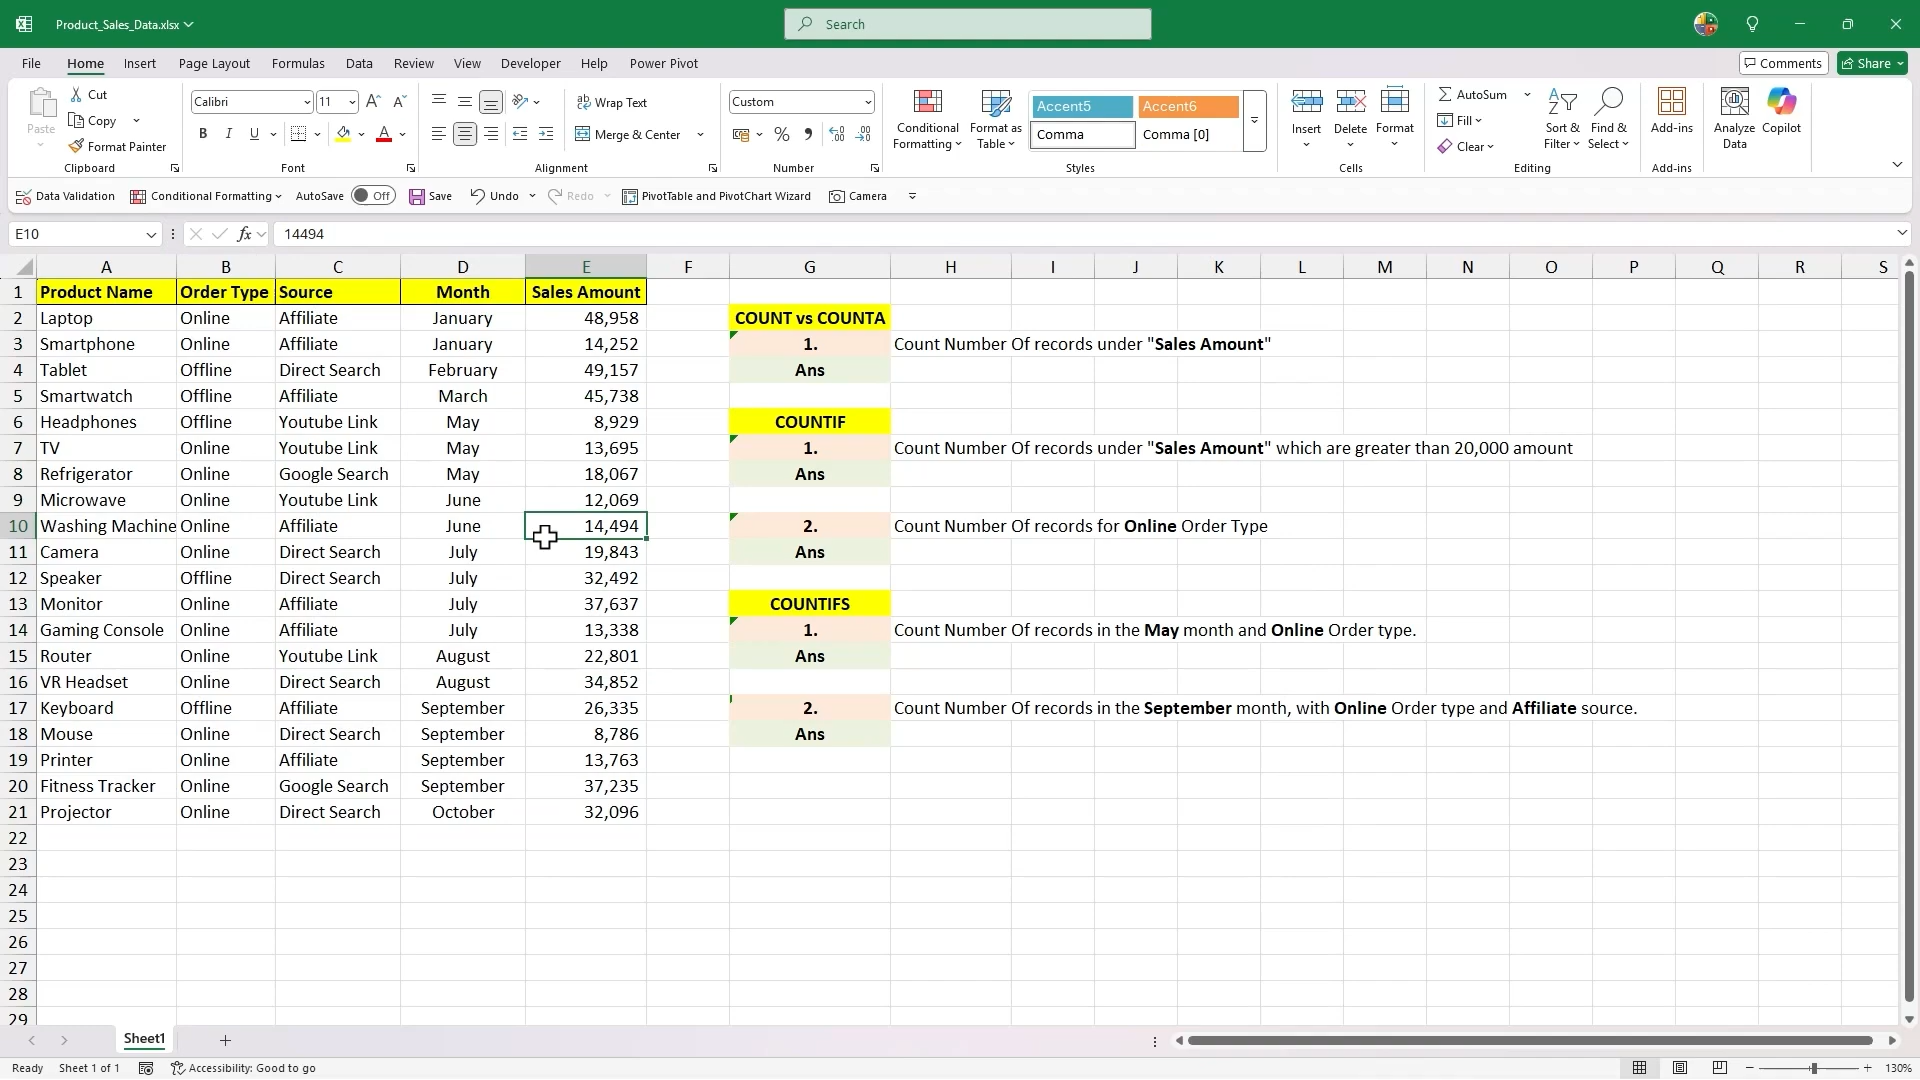 Product_Sales_Data.xlsx
Search
File Home Insert Page Layout Formulas Data Review View Developer Help Power Pivot Comments Share
Paste Cut Copy Format Painter Clipboard
Calibri 11 B I U Font
Wrap Text Merge & Center Alignment
Custom % Number
Conditional Formatting Format as Table Accent5 Accent6 Comma Comma [0] Styles
Insert Delete Format Cells
AutoSum Fill Clear Sort & Filter Find & Select Editing
Add-ins Add-ins
Analyze Data Copilot
Data Validation Conditional Formatting AutoSave Off Save Undo Redo PivotTable and PivotChart Wizard Camera
E10 fx 14494
A B C D E F G H I J K L M N O P Q R S
1 Product Name Order Type Source Month Sales Amount
2 Laptop Online Affiliate January 48,958 COUNT vs COUNTA
3 Smartphone Online Affiliate January 14,252 1. Count Number Of records under "Sales Amount"
4 Tablet Offline Direct Search February 49,157 Ans
5 Smartwatch Offline Affiliate March 45,738
6 Headphones Offline Youtube Link May 8,929 COUNTIF
7 TV Online Youtube Link May 13,695 1. Count Number Of records under "Sales Amount" which are greater than 20,000 amount
8 Refrigerator Online Google Search May 18,067 Ans
9 Microwave Online Youtube Link June 12,069
10 Washing Machine Online Affiliate June 14,494 2. Count Number Of records for Online Order Type
11 Camera Online Direct Search July 19,843 Ans
12 Speaker Offline Direct Search July 32,492
13 Monitor Online Affiliate July 37,637 COUNTIFS
14 Gaming Console Online Affiliate July 13,338 1. Count Number Of records in the May month and Online Order type.
15 Router Online Youtube Link August 22,801 Ans
16 VR Headset Online Direct Search August 34,852
17 Keyboard Offline Affiliate September 26,335 2. Count Number Of records in the September month, with Online Order type and Affiliate source.
18 Mouse Online Direct Search September 8,786 Ans
19 Printer Online Affiliate September 13,763
20 Fitness Tracker Online Google Search September 37,235
21 Projector Online Direct Search October 32,096
22
23
24
25
26
27
28
29
Sheet1
Ready Sheet 1 of 1 Accessibility: Good to go 130%